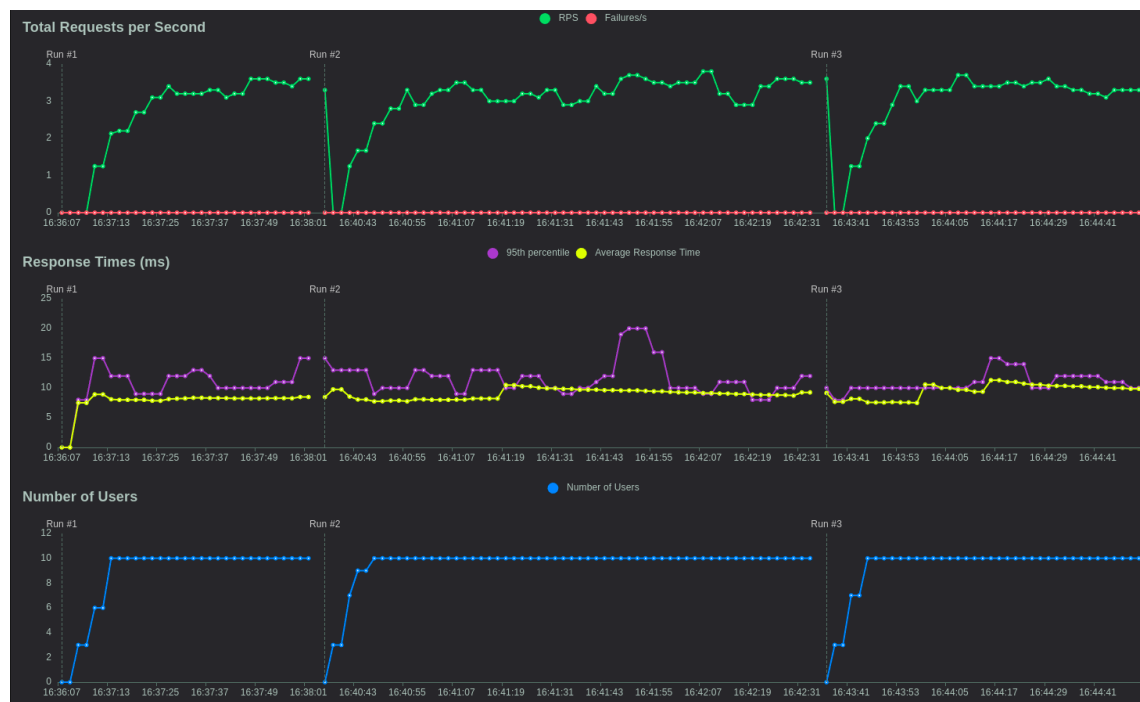 Total Requests per Second
RPS Failures/s
Run #1 Run #2 Run #3
4
3
2
1
0
16:36:07 16:37:13 16:37:25 16:37:37 16:37:49 16:38:01 16:40:43 16:40:55 16:41:07 16:41:19 16:41:31 16:41:43 16:41:55 16:42:07 16:42:19 16:42:31 16:43:41 16:43:53 16:44:05 16:44:17 16:44:29 16:44:41
Response Times (ms)
95th percentile Average Response Time
Run #1 Run #2 Run #3
25
20
15
10
5
0
16:36:07 16:37:13 16:37:25 16:37:37 16:37:49 16:38:01 16:40:43 16:40:55 16:41:07 16:41:19 16:41:31 16:41:43 16:41:55 16:42:07 16:42:19 16:42:31 16:43:41 16:43:53 16:44:05 16:44:17 16:44:29 16:44:41
Number of Users
Number of Users
Run #1 Run #2 Run #3
12
10
8
6
4
2
0
16:36:07 16:37:13 16:37:25 16:37:37 16:37:49 16:38:01 16:40:43 16:40:55 16:41:07 16:41:19 16:41:31 16:41:43 16:41:55 16:42:07 16:42:19 16:42:31 16:43:41 16:43:53 16:44:05 16:44:17 16:44:29 16:44:41